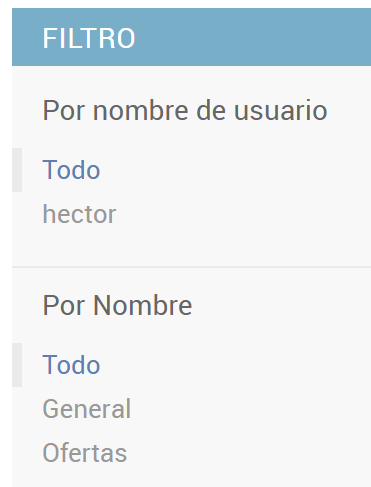 FILTRO
Por nombre de usuario
Todo
hector
Por Nombre
Todo
General
Ofertas